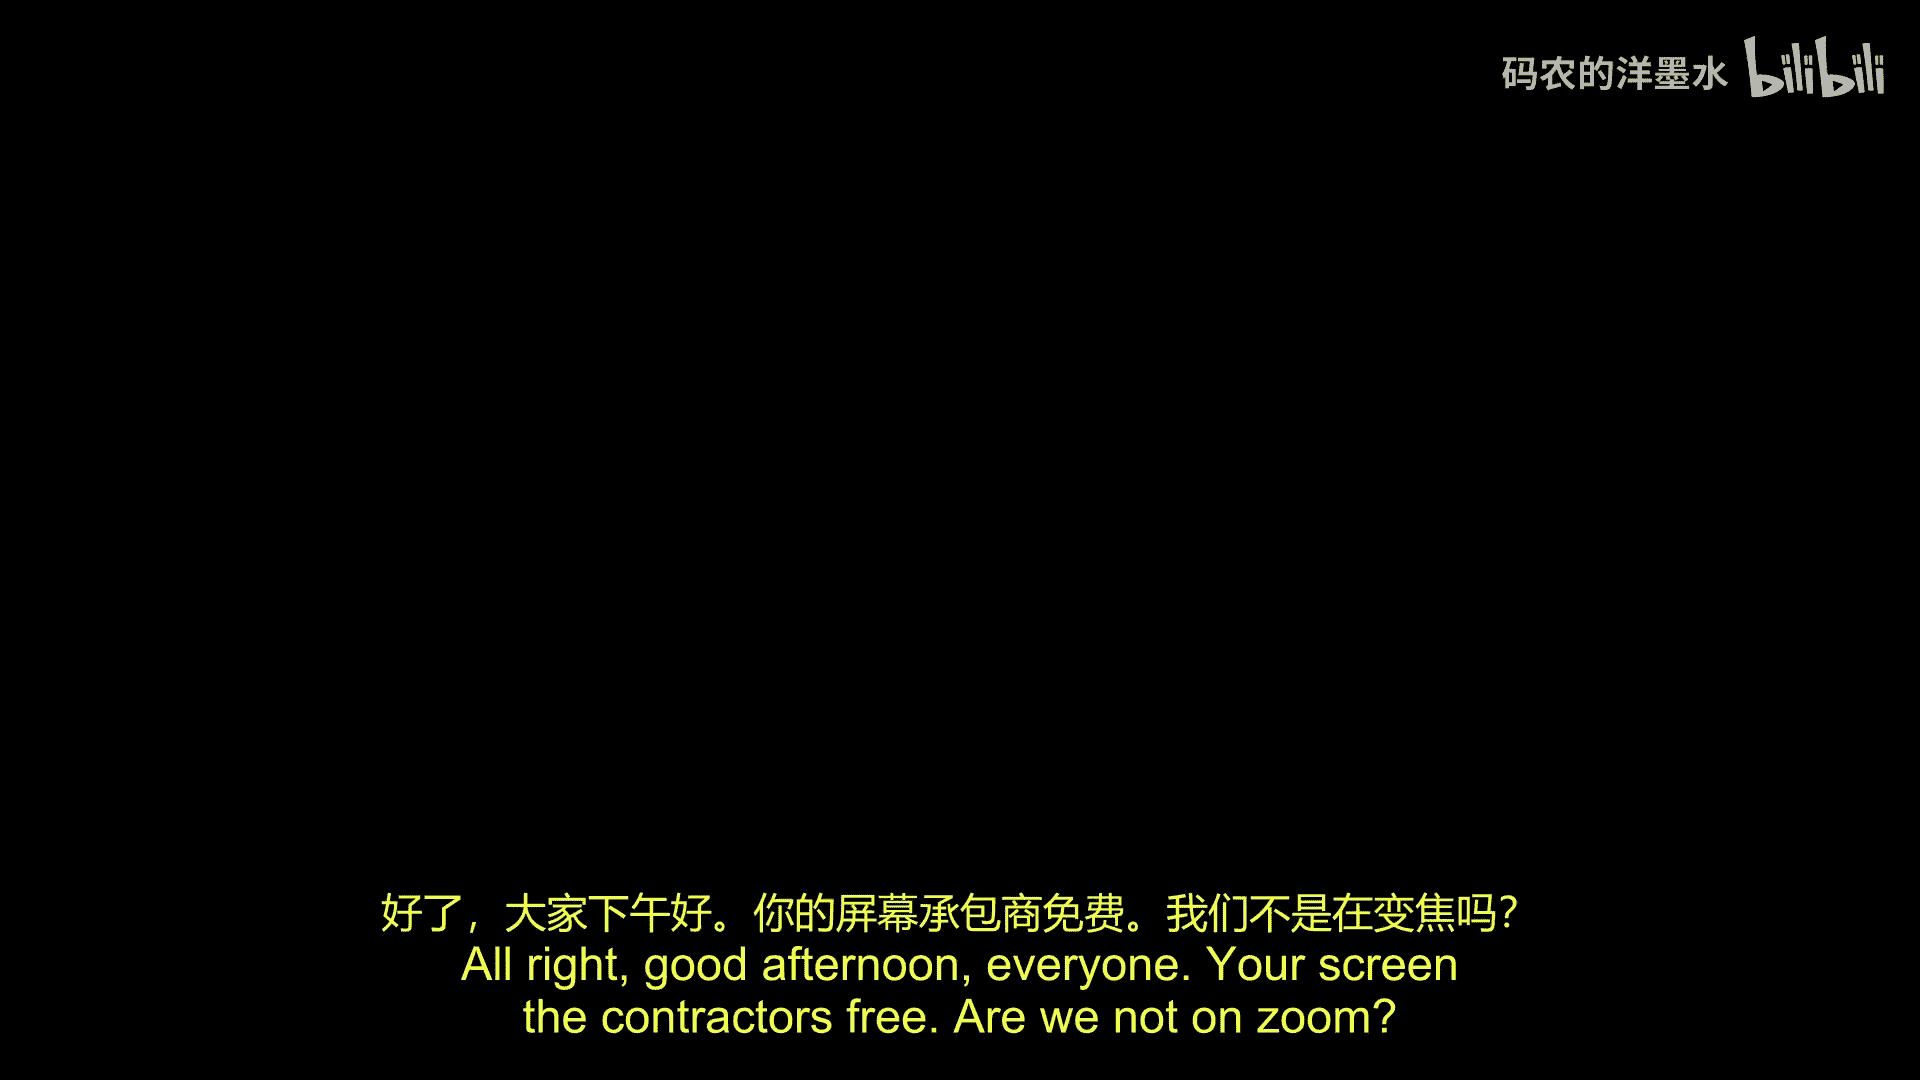 码农的洋墨水 bilibili
好了，大家下午好。你的屏幕承包商免费。我们不是在变焦吗？
All right, good afternoon, everyone. Your screen
the contractors free. Are we not on zoom?